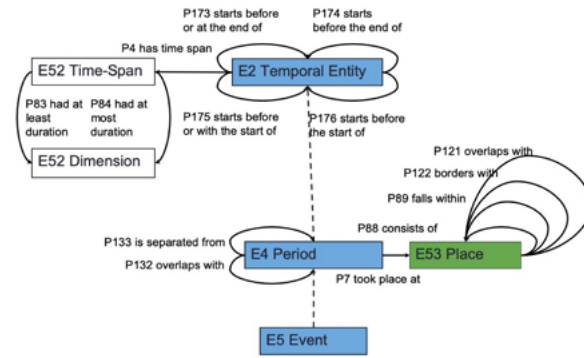 P173 starts before
or at the end of
P174 starts
before the end of
P4 has time span
E52 Time-Span
E2 Temporal Entity
P83 had at
least
duration
P84 had at
most
duration
P175 starts before
or with the start of
P176 starts before
the start of
E52 Dimension
P121 overlaps with
P122 borders with
P89 falls within
P88 consists of
P133 is separated from
P132 overlaps with
E4 Period
E53 Place
P7 took place at
E5 Event